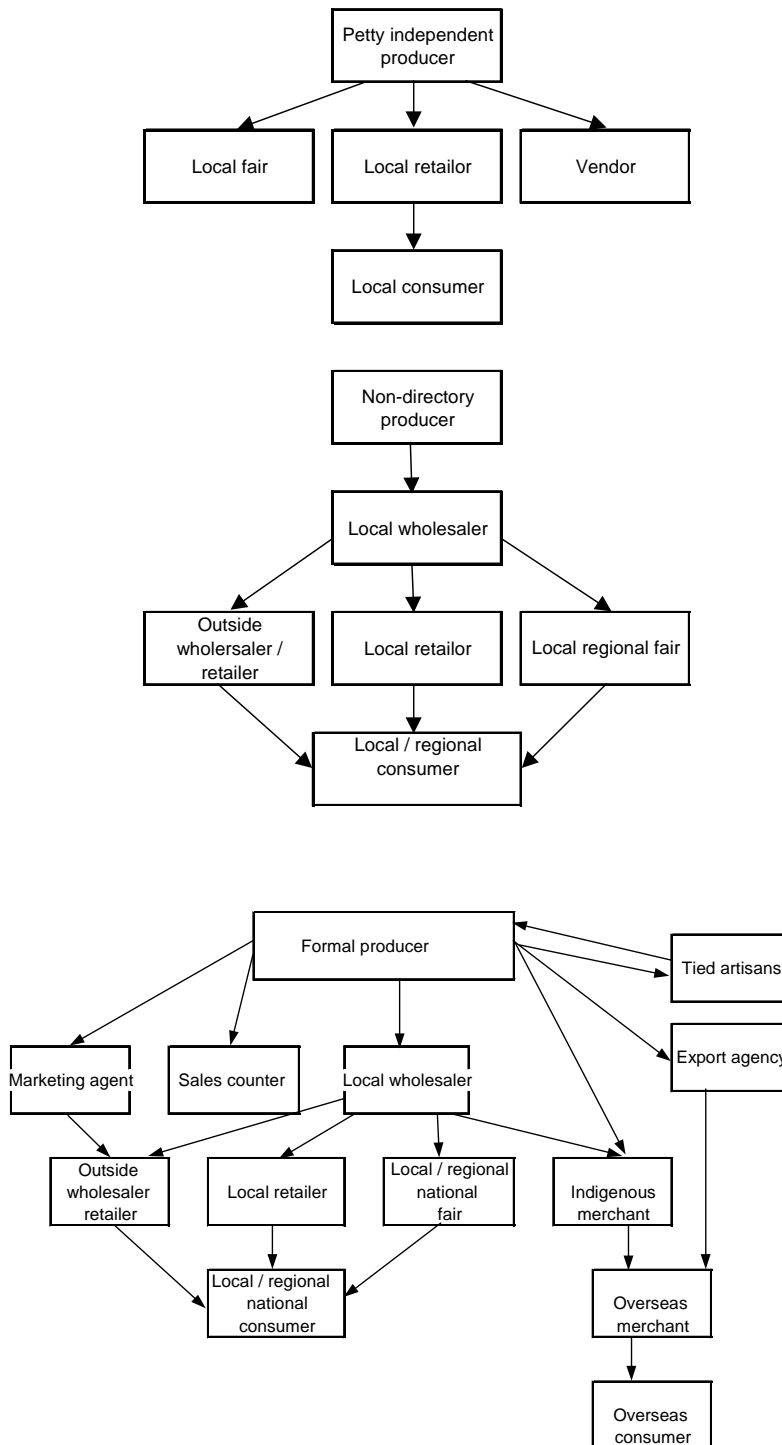 Petty independent
producer
Local fair
Local retailor
Vendor
Local consumer
Non-directory
producer
Local wholesaler
Outside
wholersaler /
retailer
Local retailor
Local regional fair
Local / regional
consumer
Formal producer
Tied artisans
Marketing agent
Sales counter
Local wholesaler
Export agency
Outside
wholesaler
retailer
Local retailer
Local / regional
national
fair
Indigenous
merchant
Local / regional
national
consumer
Overseas
merchant
Overseas
consumer